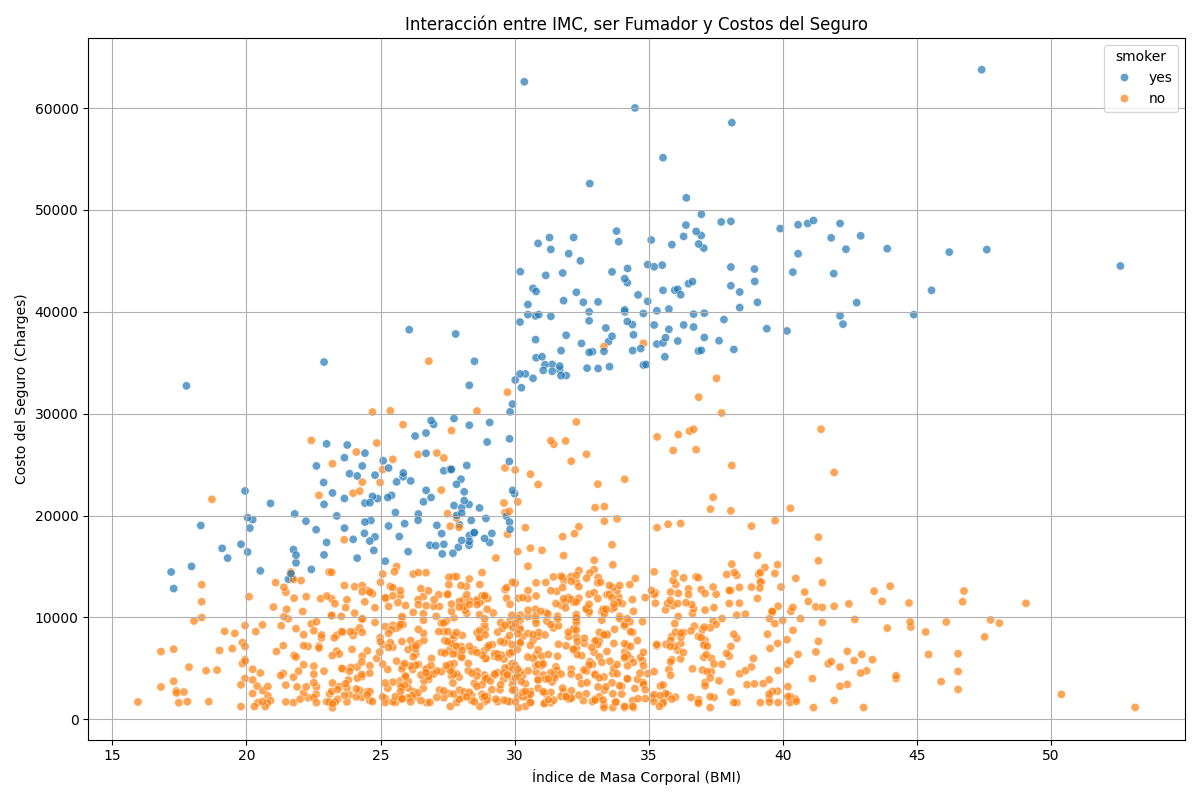 Interacción entre IMC, ser Fumador y Costos del Seguro
smoker
yes
no
Costo del Seguro (Charges)
60000
50000
40000
30000
20000
10000
0
15 20 25 30 35 40 45 50
Índice de Masa Corporal (BMI)